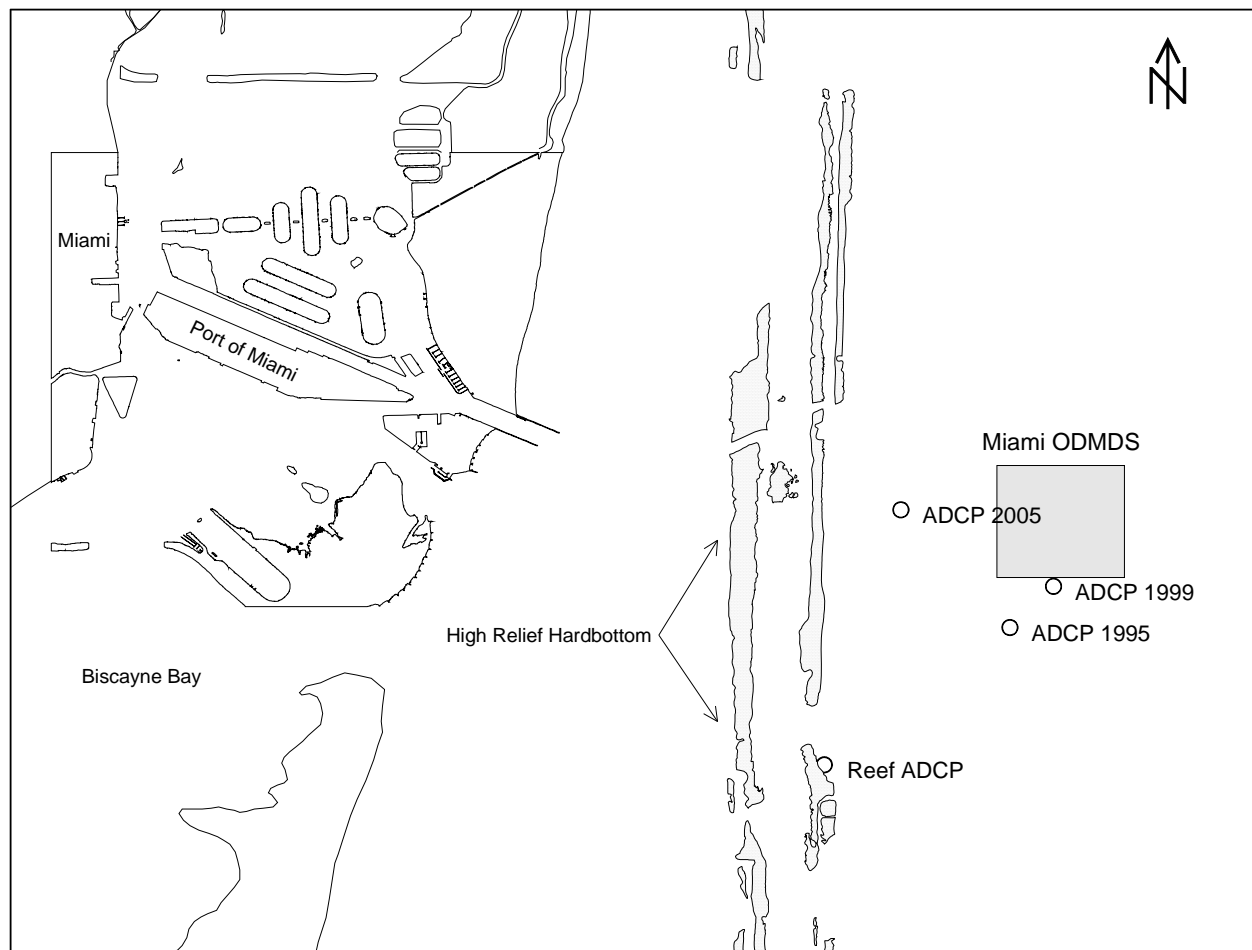 N
Miami
Port of Miami
Miami ODMDS
ADCP 2005
ADCP 1999
ADCP 1995
High Relief Hardbottom
Biscayne Bay
Reef ADCP